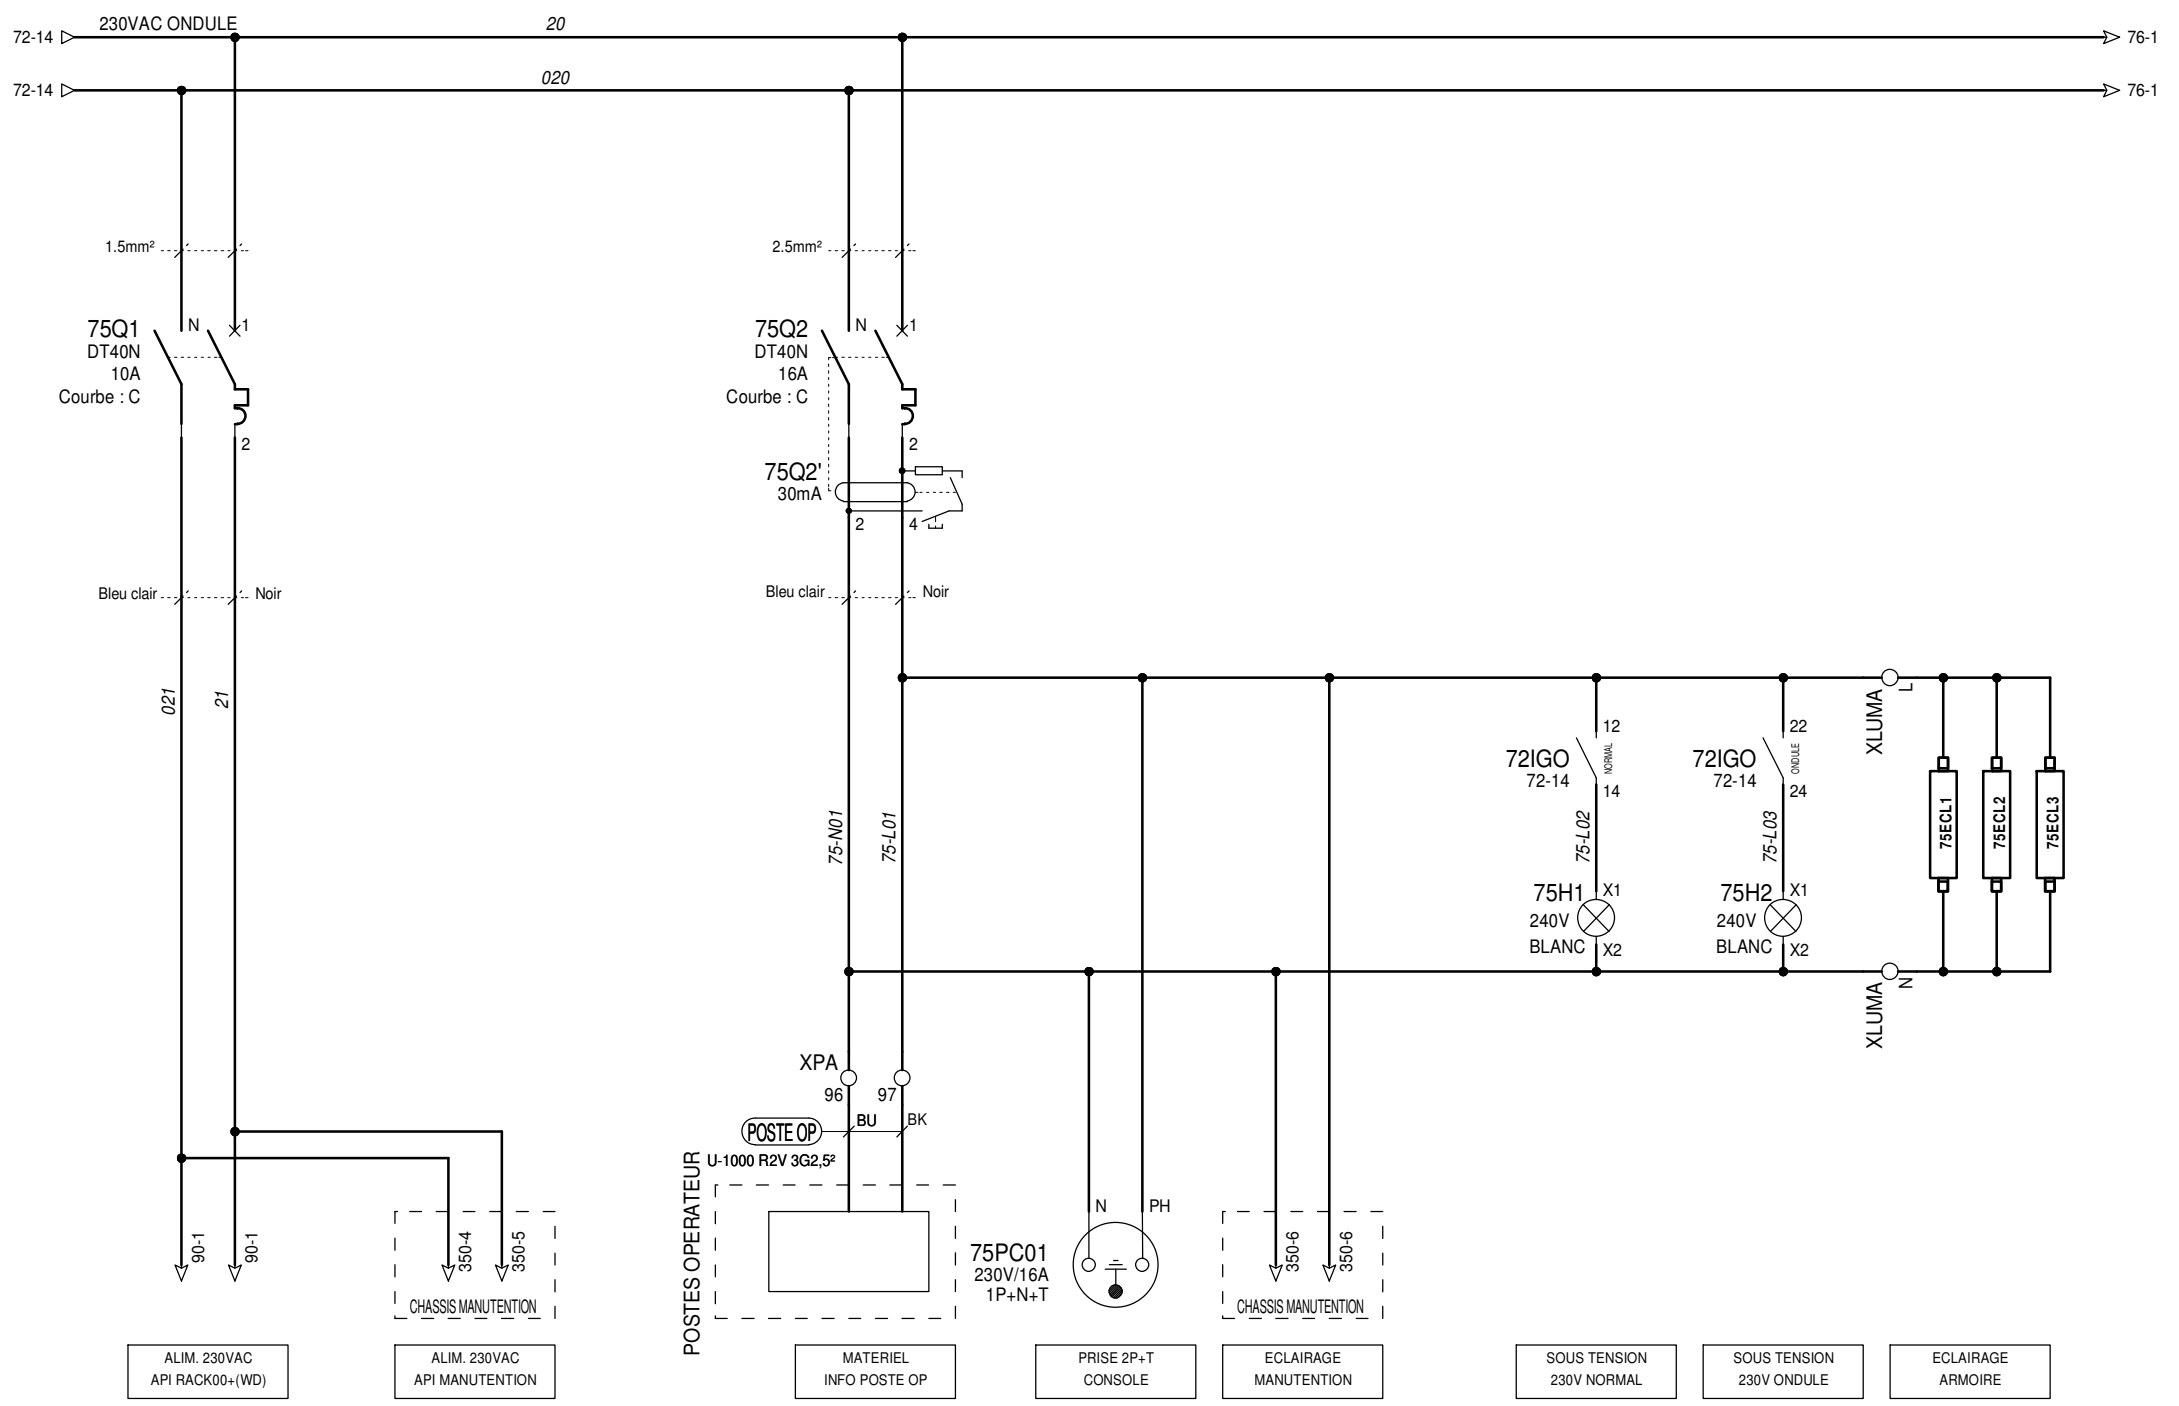 230VAC ONDULE
20
72-14
76-1
020
72-14
76-1
1.5mm²
2.5mm²
75Q1
N
1
DT40N
10A
Courbe : C
2
75Q2
N
1
DT40N
16A
Courbe : C
2
75Q2'
30mA
2
4
Bleu clair
Noir
Bleu clair
Noir
021
21
75-N01
75-L01
XLUMA
L
12
72IGO
NORMAL
72-14
14
75-L02
22
72IGO
ONDULE
72-14
24
75-L03
75ECL1
75ECL2
75ECL3
75H1
X1
240V
BLANC
X2
75H2
X1
240V
BLANC
X2
XLUMA
N
XPA
96
97
POSTE OP
BU
BK
U-1000 R2V 3G2,5²
POSTES OPERATEUR
90-1
90-1
350-4
350-5
CHASSIS MANUTENTION
N
PH
75PC01
230V/16A
1P+N+T
350-6
350-6
CHASSIS MANUTENTION
ALIM. 230VAC
API RACK00+(WD)
ALIM. 230VAC
API MANUTENTION
MATERIEL
INFO POSTE OP
PRISE 2P+T
CONSOLE
ECLAIRAGE
MANUTENTION
SOUS TENSION
230V NORMAL
SOUS TENSION
230V ONDULE
ECLAIRAGE
ARMOIRE